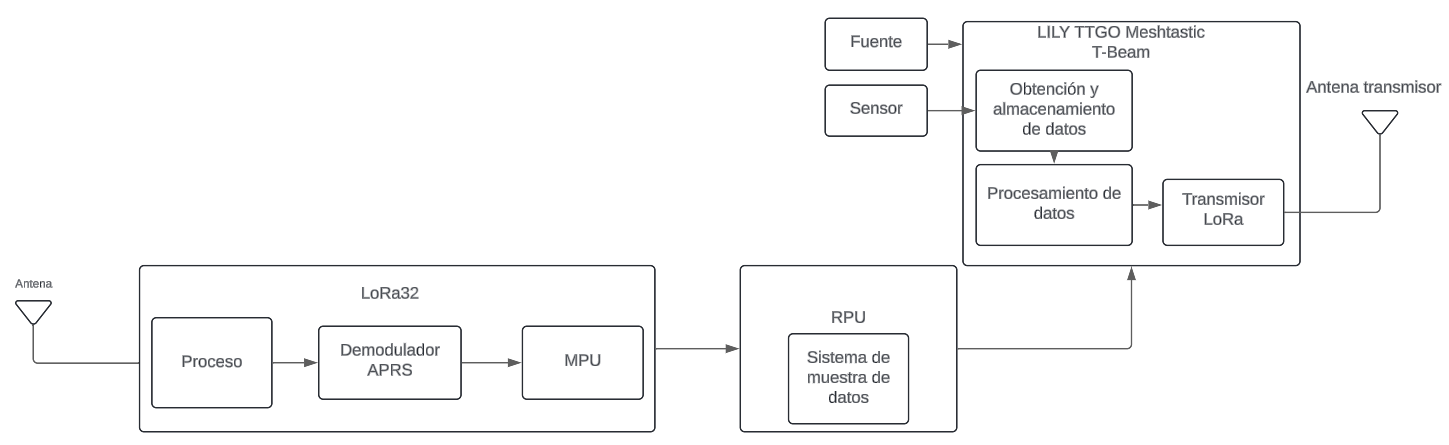 Fuente
LILY TTGO Meshtastic
T-Beam
Sensor
Obtención y
almacenamiento
de datos
Antena transmisor
Procesamiento de
datos
Transmisor
LoRa
Antena
LoRa32
Proceso
Demodulador
APRS
MPU
RPU
Sistema de
muestra de
datos